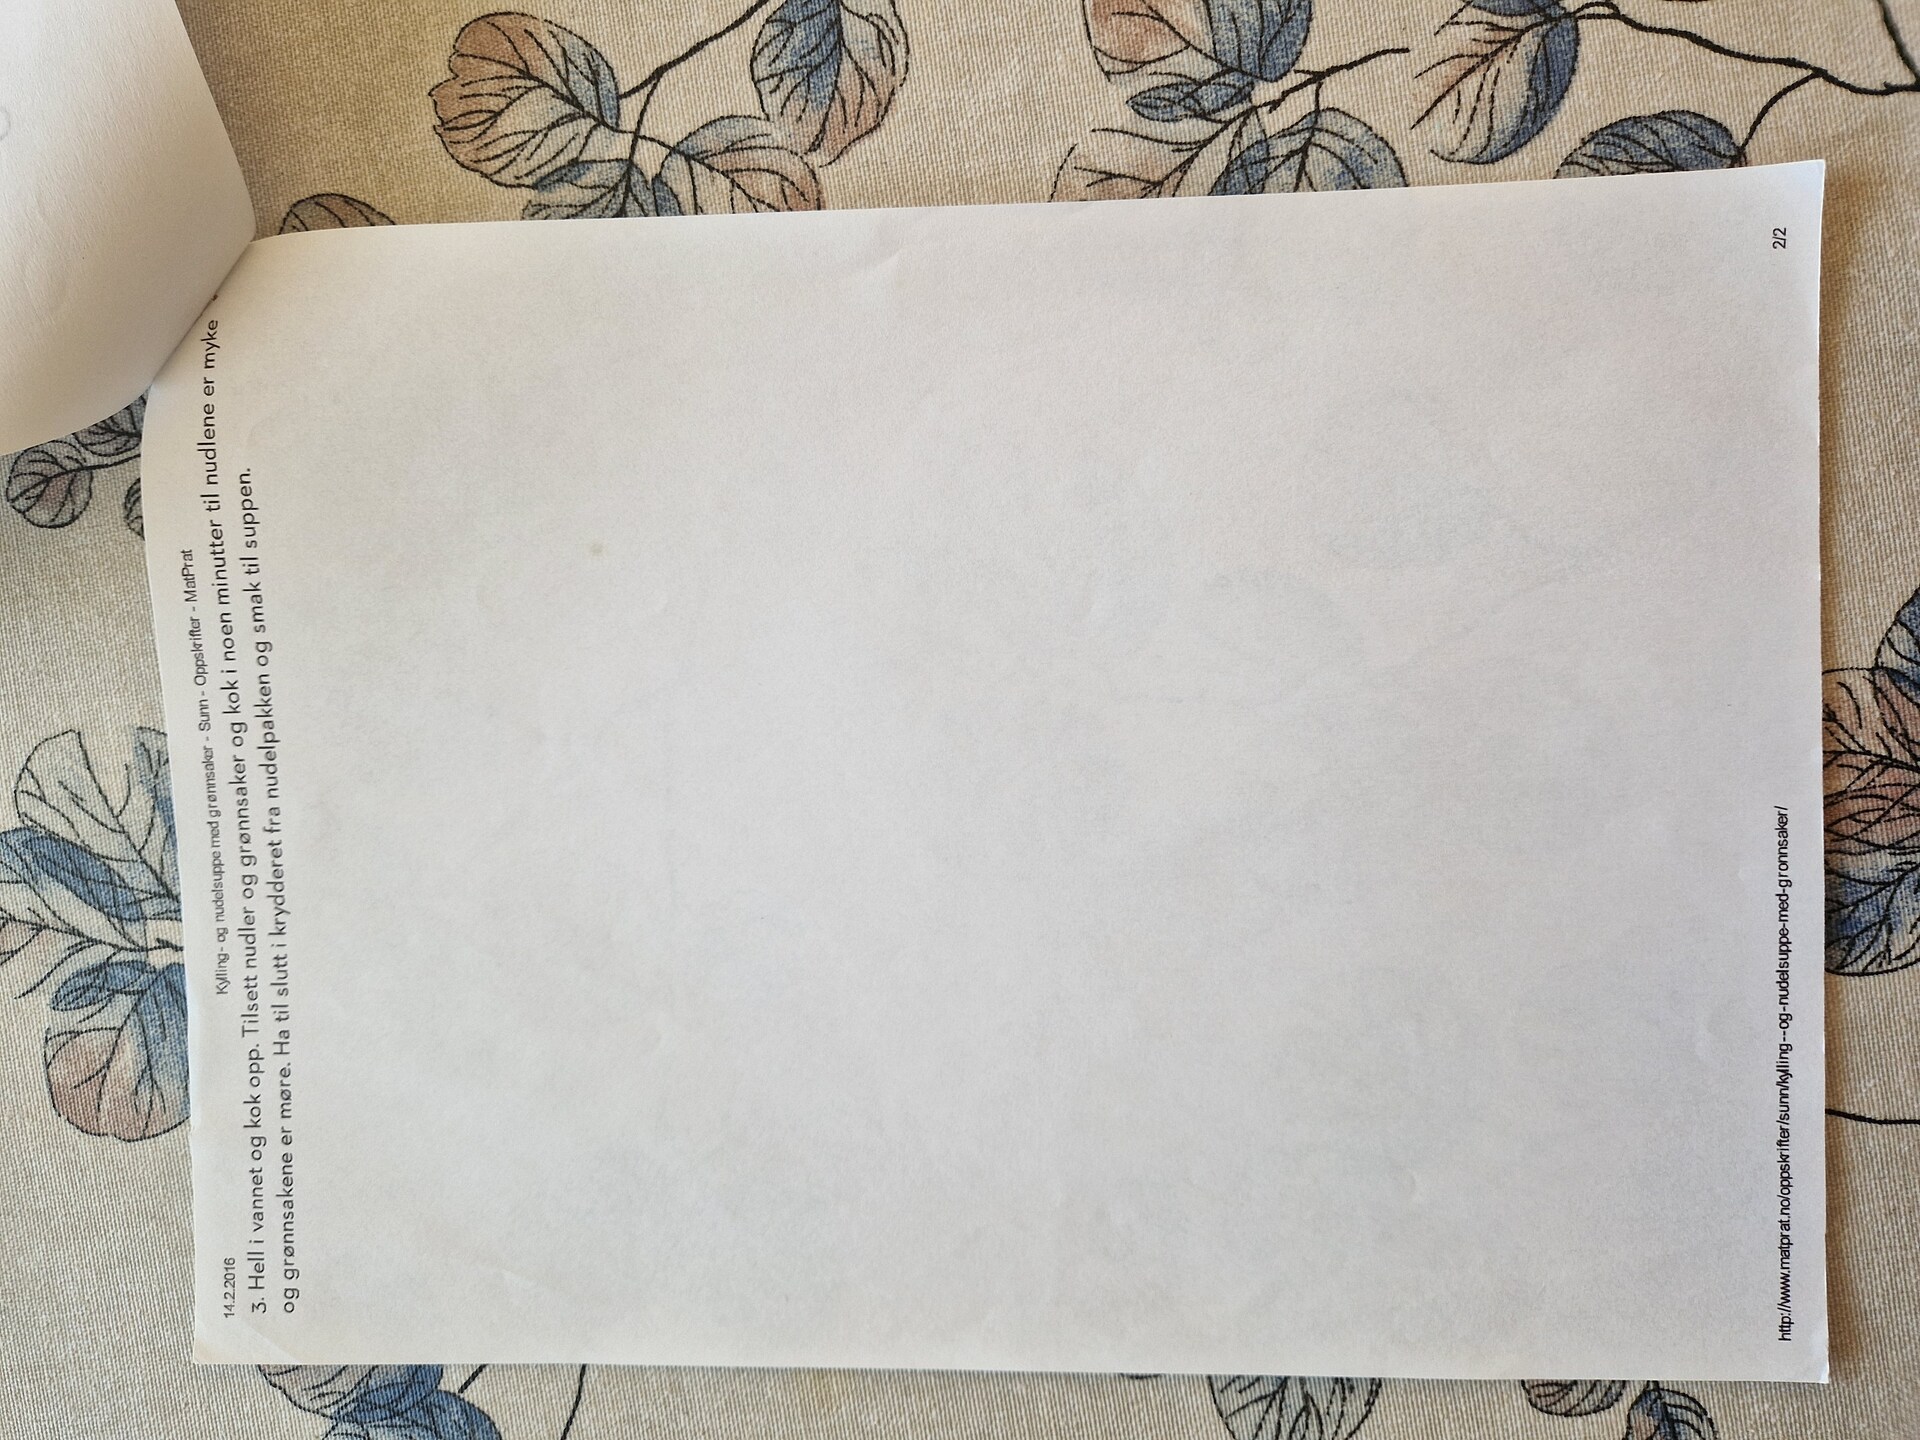 14.2.2016
Kylling- og nudelsuppe med grønnsaker - Sunn - Oppskrifter - MatPrat
3. Hell i vannet og kok opp. Tilsett nudler og grønnsaker og kok i noen minutter til nudlene er myke
og grønnsakene er møre. Ha til slutt i krydderet fra nudelpakken og smak til suppen.
http://www.matprat.no/oppskrifter/sunn/kylling--og-nudelsuppe-med-gronnsaker/
2/2